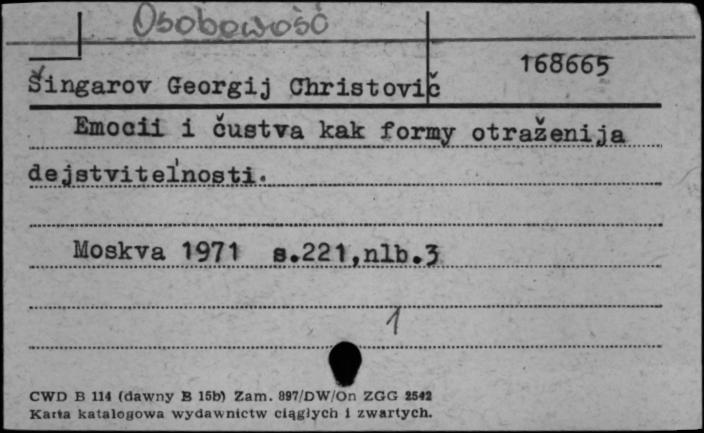 Osobowość
168665
Šingarov Georgij Christovič
Emocii i čustva kak formy otraženija
dejstvitel'nosti.
Moskva 1971 s.221,nlb.3
1
CWD B 114 (dawny B 15b) Zam. 897/DW/On ZGG 2542
Karta katalogowa wydawnictw ciągłych i zwartych.